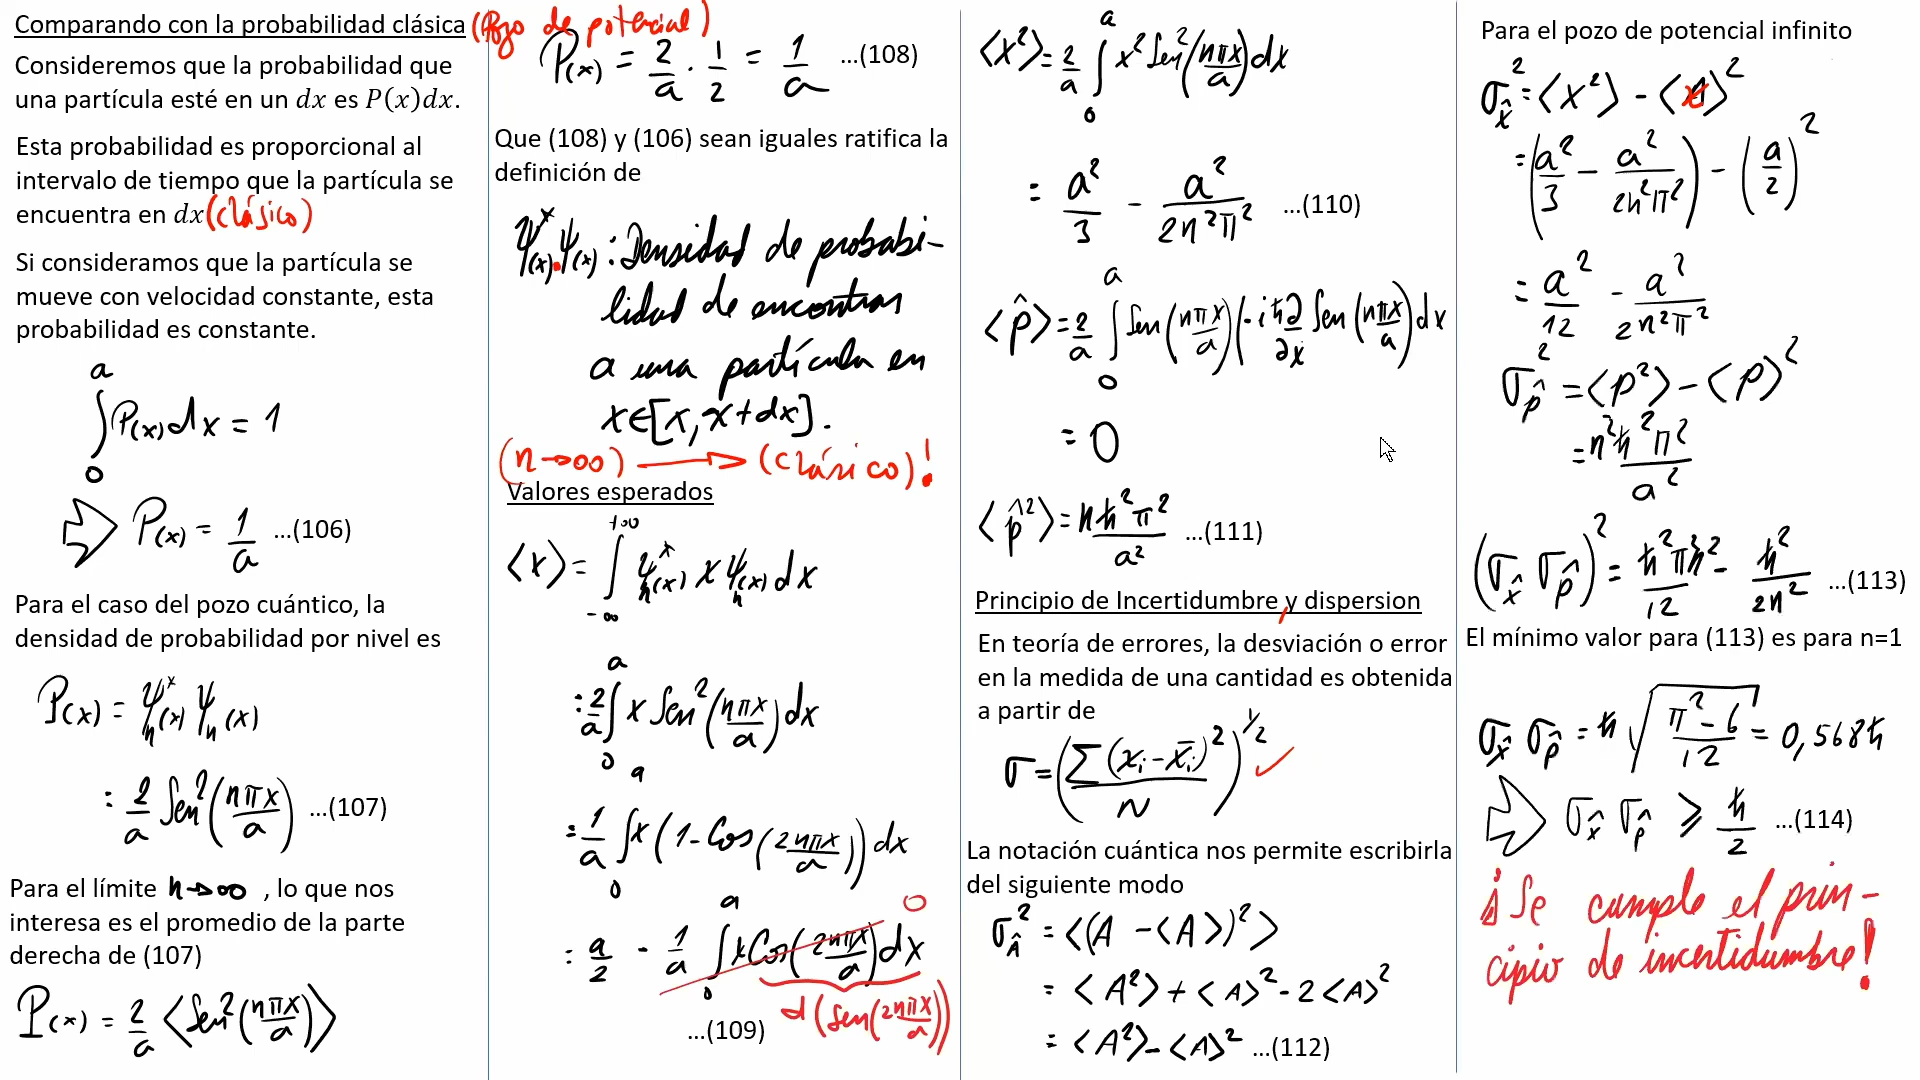 Comparando con la probabilidad clásica (Pozo de potencial)
Consideremos que la probabilidad que
una partícula esté en un dx es P(x)dx.
Esta probabilidad es proporcional al
intervalo de tiempo que la partícula se
encuentra en dx (clásico)
Si consideramos que la partícula se
mueve con velocidad constante, esta
probabilidad es constante.
∫₀ᵃ P(x) dx = 1
⇒ P(x) = 1/a ...(106)
Para el caso del pozo cuántico, la
densidad de probabilidad por nivel es
P(x) = ψₙ*(x) ψₙ(x)
= 2/a Sen²(nπx/a) ...(107)
Para el límite n→∞ , lo que nos
interesa es el promedio de la parte
derecha de (107)
P(x) = 2/a <Sen²(nπx/a)>
P(x) = 2/a · 1/2 = 1/a ...(108)
Que (108) y (106) sean iguales ratifica la
definición de
ψ*(x)·ψ(x) : Densidad de probabi-
lidad de encontrar
a una partícula en
x∈[x, x+dx].
(n→∞) ⟶ (clásico)!
Valores esperados
<x> = ∫₋∞⁺∞ ψₙ*(x) x ψₙ(x) dx
= 2/a ∫₀ᵃ x Sen²(nπx/a) dx
= 1/a ∫₀ᵃ x (1 - Cos(2nπx/a)) dx
= a/2 - 1/a ∫₀ᵃ x Cos(2nπx/a) dx 0
...(109) d(Sen(2nπx/a))
<x²> = 2/a ∫₀ᵃ x² Sen²(nπx/a) dx
= a²/3 - a²/2n²π² ...(110)
<p̂> = 2/a ∫₀ᵃ Sen(nπx/a) (-iħ ∂/∂x Sen(nπx/a)) dx
= 0
<p̂²> = nħ²π²/a² ...(111)
Principio de Incertidumbre y dispersion
En teoría de errores, la desviación o error
en la medida de una cantidad es obtenida
a partir de
σ = (∑(xᵢ - x̄ᵢ)²/N)^1/2 ✓
La notación cuántica nos permite escribirla
del siguiente modo
σ_Â² = <(A - <A>)²>
= <A²> + <A>² - 2<A>²
= <A²> - <A>² ...(112)
Para el pozo de potencial infinito
σ_x̂² = <x²> - <x>²
= (a²/3 - a²/2n²π²) - (a/2)²
= a²/12 - a²/2n²π²
σ_p̂² = <p²> - <p>²
= n²ħ²π²/a²
(σ_x̂ σ_p̂)² = ħ²π²n²/12 - ħ²/2n² ...(113)
El mínimo valor para (113) es para n=1
σ_x̂ σ_p̂ = ħ √(π²-6/12) = 0,568ħ
⇒ σ_x̂ σ_p̂ ≥ ħ/2 ...(114)
¡Se cumple el prin-
cipio de incertidumbre!